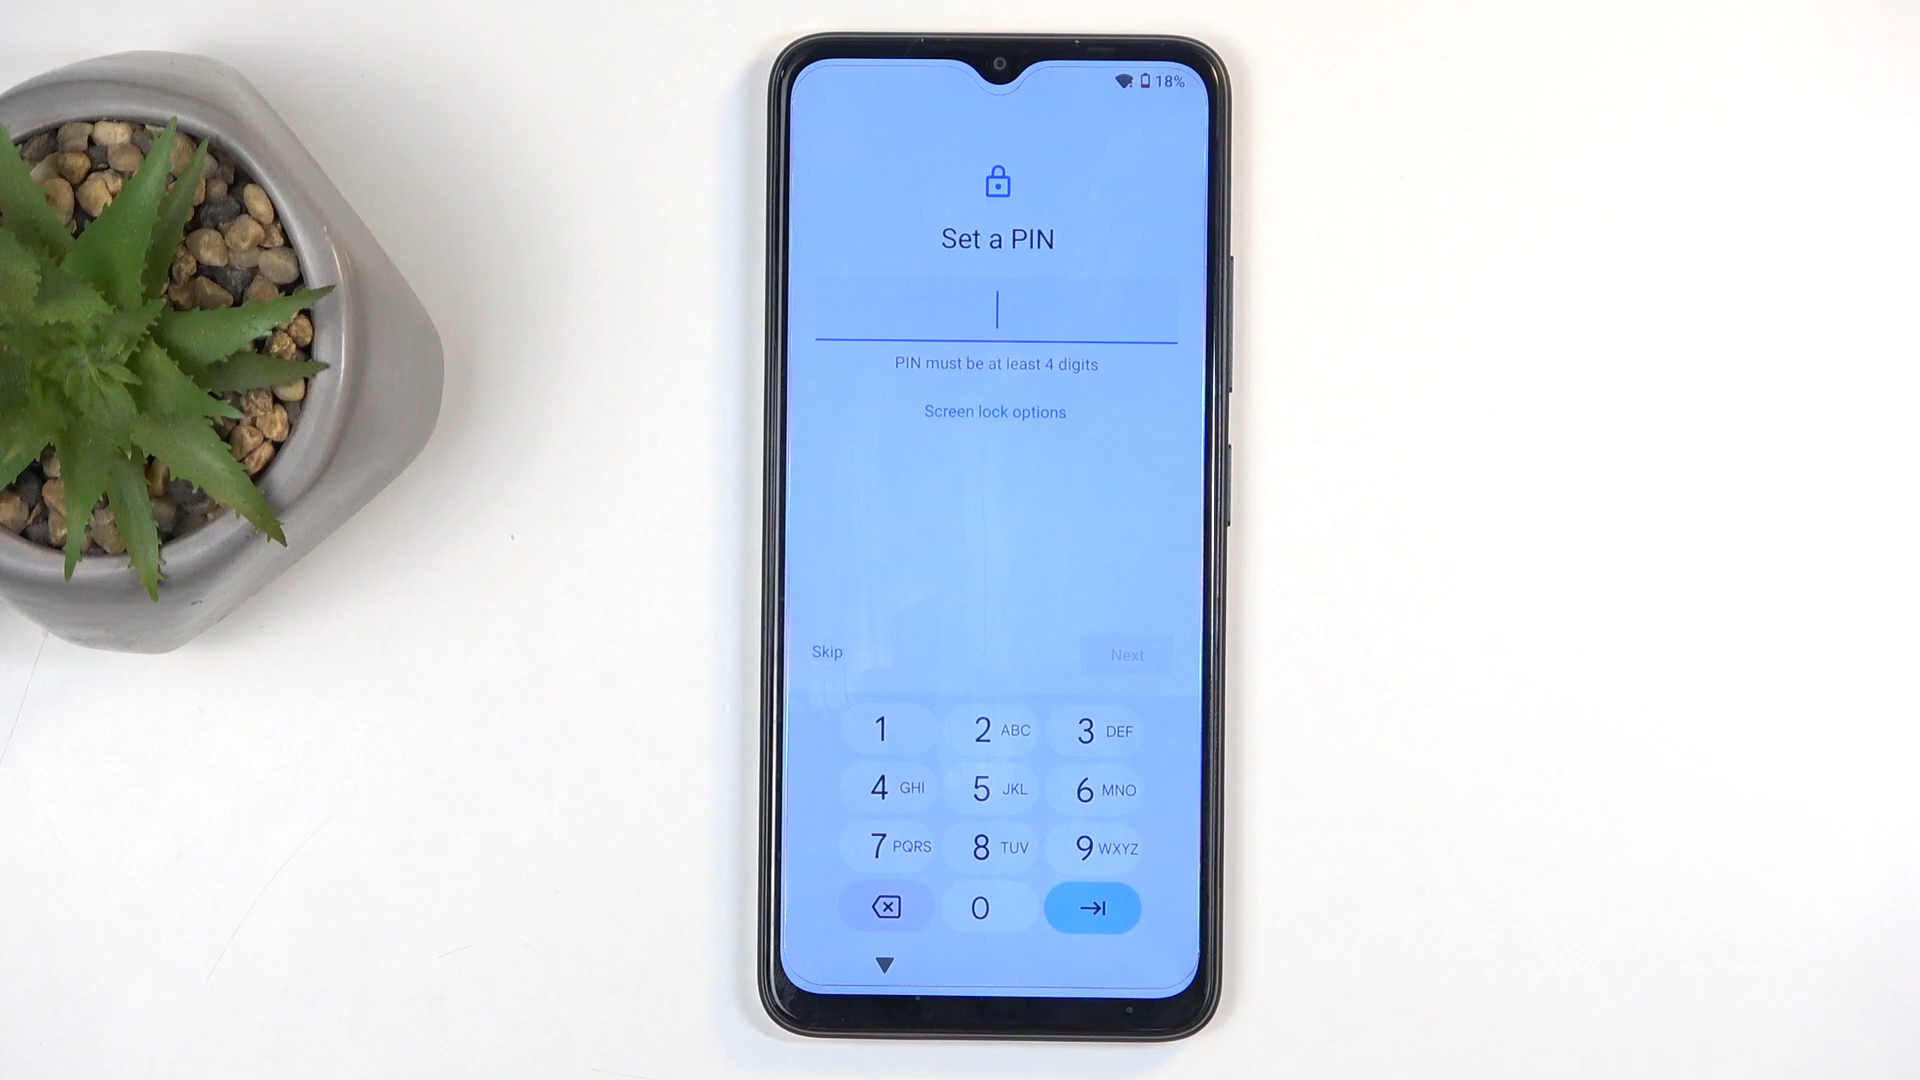 18%
Set a PIN
PIN must be at least 4 digits
Screen lock options
Skip
Next
1
2 ABC
3 DEF
4 GHI
5 JKL
6 MNO
7 PQRS
8 TUV
9 WXYZ
0